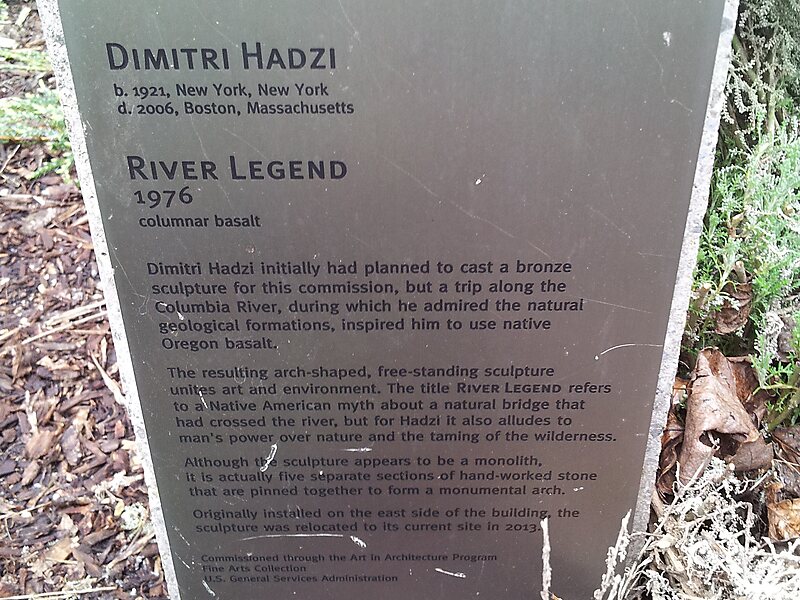 DIMITRI HADZI
b. 1921, New York, New York
d. 2006, Boston, Massachusetts
RIVER LEGEND
1976
columnar basalt
Dimitri Hadzi initially had planned to cast a bronze
sculpture for this commission, but a trip along the
Columbia River, during which he admired the natural
geological formations, inspired him to use native
Oregon basalt.
The resulting arch-shaped, free-standing sculpture
unites art and environment. The title RIVER LEGEND refers
to a Native American myth about a natural bridge that
had crossed the river, but for Hadzi it also alludes to
man's power over nature and the taming of the wilderness.
Although the sculpture appears to be a monolith,
it is actually five separate sections of hand-worked stone
that are pinned together to form a monumental arch.
Originally installed on the east side of the building, the
sculpture was relocated to its current site in 2013.
Commissioned through the Art in Architecture Program
Fine Arts Collection
U.S. General Services Administration